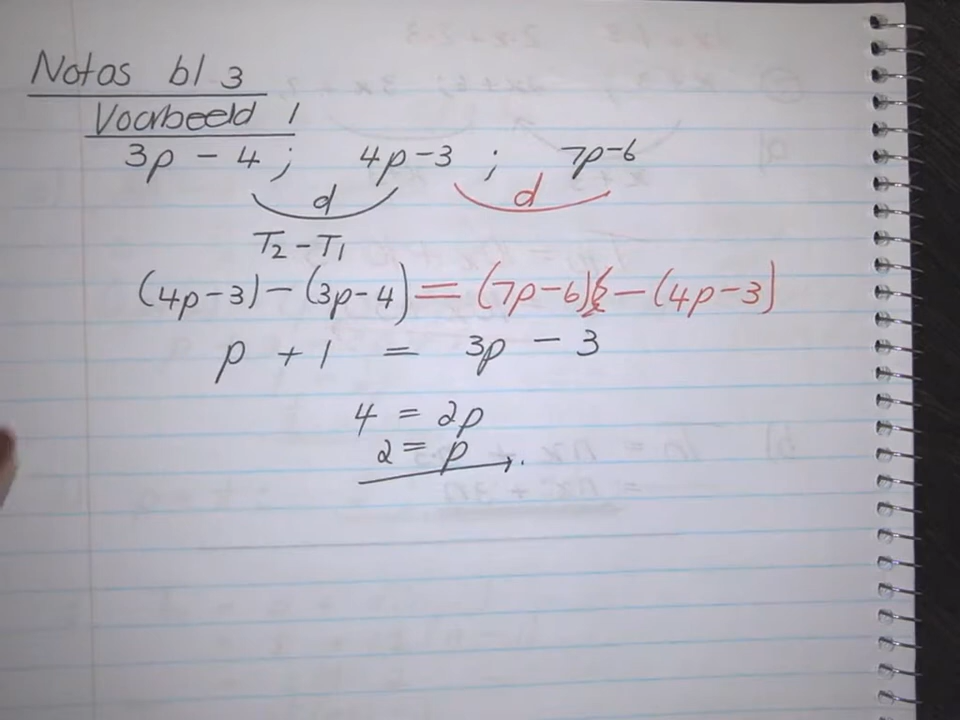 Notas bl 3
Voorbeeld 1
3p - 4 ; 4p - 3 ; 7p - 6
d d
T2 - T1
(4p - 3) - (3p - 4) = (7p - 6) - (4p - 3)
p + 1 = 3p - 3
4 = 2p
2 = p